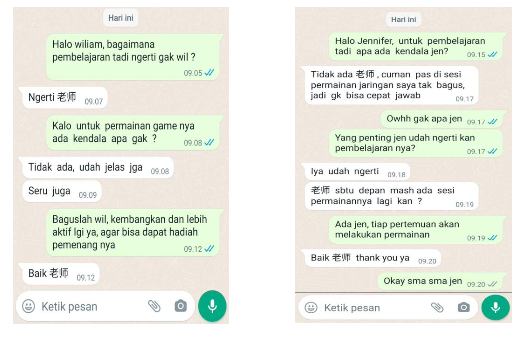 Hari ini
Halo wiliam, bagaimana
pembelajaran tadi ngerti gak wil ?
09.05
Ngerti 老师
09.07
Kalo untuk permainan game nya
ada kendala apa gak ?
09.08
Tidak ada, udah jelas jga
09.08
Seru juga
09.09
Baguslah wil, kembangkan dan lebih
aktif lgi ya, agar bisa dapat hadiah
pemenang nya
09.12
Baik 老师
09.12
Ketik pesan
Hari ini
Halo Jennifer, untuk pembelajaran
tadi apa ada kendala jen?
09.15
Tidak ada 老师, cuman pas di sesi
permainan jaringan saya tak bagus,
jadi gk bisa cepat jawab
09.17
Owhh gak apa jen
09.17
Yang penting jen udah ngerti kan
pembelajaran nya?
09.17
Iya udah ngerti
09.18
老师 sbtu depan mash ada sesi
permainannya lagi kan ?
09.19
Ada jen, tiap pertemuan akan
melakukan permainan
09.19
Baik 老师 thank you ya
09.20
Okay sma sma jen
09.20
Ketik pesan